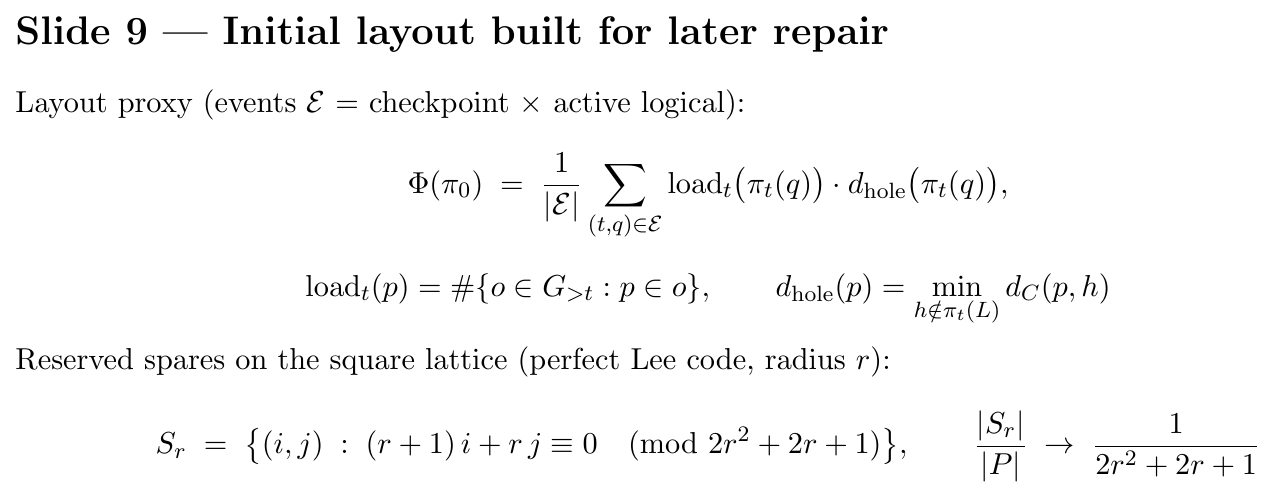 Slide 9 — Initial layout built for later repair
Layout proxy (events ℰ = checkpoint × active logical):
Φ(π₀) = 1/|ℰ| ∑_{(t,q)∈ℰ} load_t(π_t(q)) · d_hole(π_t(q)),
load_t(p) = #{o ∈ G_{>t} : p ∈ o}, d_hole(p) = min_{h∉π_t(L)} d_C(p, h)
Reserved spares on the square lattice (perfect Lee code, radius r):
S_r = {(i, j) : (r + 1) i + r j ≡ 0 (mod 2r² + 2r + 1)}, |S_r|/|P| → 1/(2r² + 2r + 1)